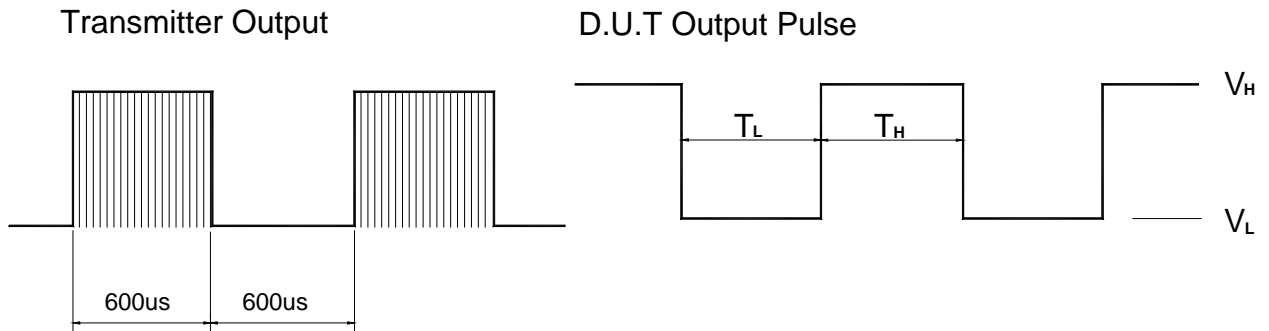 Transmitter Output
600us 600us
D.U.T Output Pulse
TL TH
VH
VL